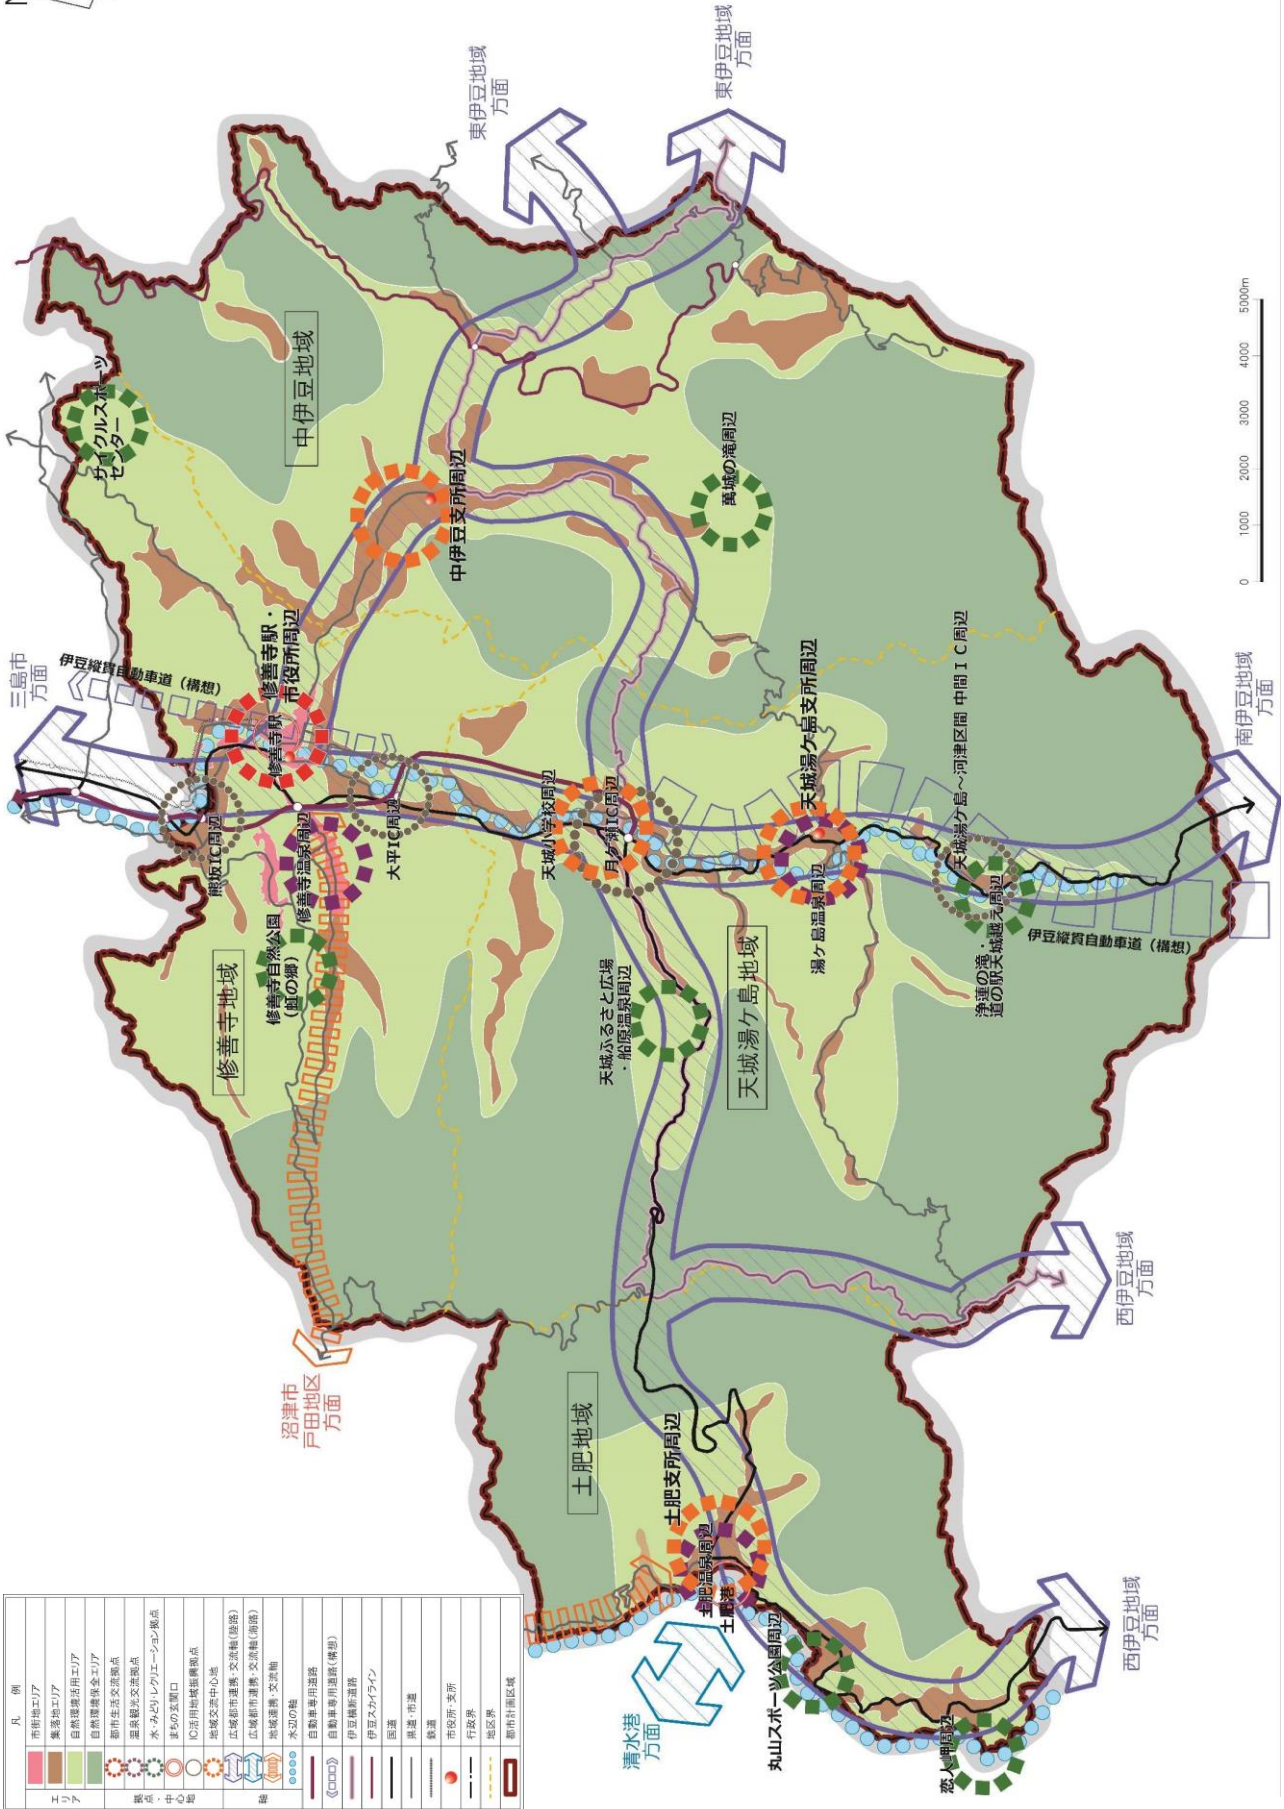 N
三島市
方面
伊豆縦貫自動車道（構想）
東伊豆地域
方面
東伊豆地域
方面
サイクルスポーツ
センター
中伊豆地域
修善寺駅・
市役所周辺
修善寺駅
中伊豆支所周辺
萬城の滝周辺
熊坂IC周辺
修善寺温泉周辺
大平IC周辺
修善寺自然公園
（虹の郷）
修善寺地域
天城小学校周辺
月ケ瀬IC周辺
天城湯ケ島支所周辺
湯ケ島温泉周辺
天城湯ケ島～河津区間 中間ＩＣ周辺
浄蓮の滝・
道の駅天城越え周辺
伊豆縦貫自動車道（構想）
南伊豆地域
方面
天城ふるさと広場
・船原温泉周辺
天城湯ケ島地域
沼津市
戸田地区
方面
西伊豆地域
方面
土肥地域
土肥支所周辺
土肥温泉周辺
土肥港
清水港
方面
丸山スポーツ公園周辺
恋人岬周辺
西伊豆地域
方面
0 1000 2000 3000 4000 5000m
凡 例
エリア
市街地エリア
集落地エリア
自然環境活用エリア
自然環境保全エリア
拠点・中心地
都市生活交流拠点
温泉観光交流拠点
水・みどり・レクリエーション拠点
まちの玄関口
IC活用地域振興拠点
地域交流中心地
軸
広域都市連携・交流軸（陸路）
広域都市連携・交流軸（海路）
地域連携・交流軸
水辺の軸
自動車専用道路
自動車専用道路（構想）
伊豆横断道路
伊豆スカイライン
国道
県道・市道
鉄道
市役所・支所
行政界
地区界
都市計画区域